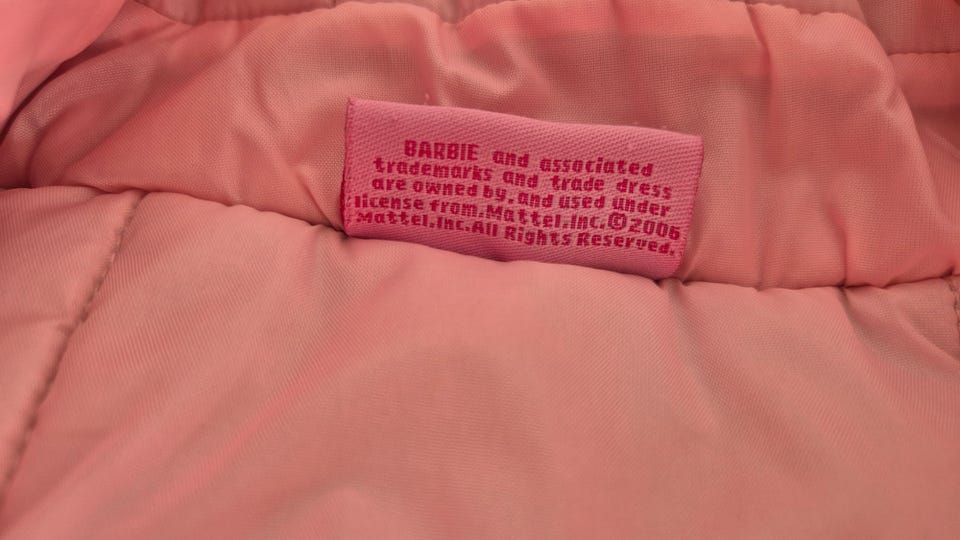 BARBIE and associated
trademarks and trade dress
are owned by,and used under
license from.Mattel.Inc.©2006
Mattel.Inc.All Rights Reserved.